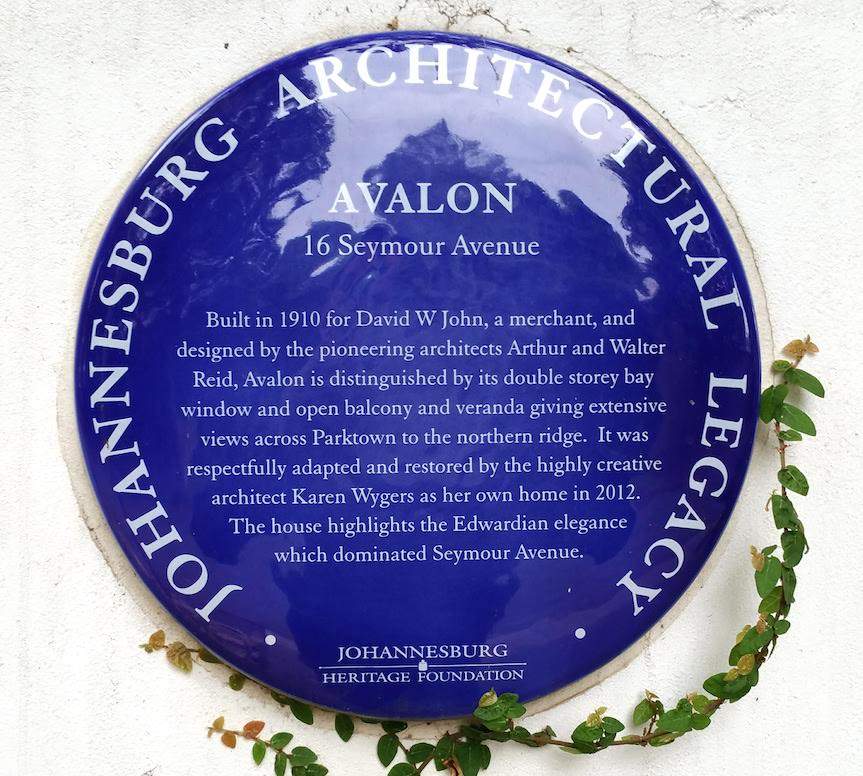 JOHANNESBURG ARCHITECTURAL LEGACY
AVALON
16 Seymour Avenue
Built in 1910 for David W John, a merchant, and
designed by the pioneering architects Arthur and Walter
Reid, Avalon is distinguished by its double storey bay
window and open balcony and veranda giving extensive
views across Parktown to the northern ridge. It was
respectfully adapted and restored by the highly creative
architect Karen Wygers as her own home in 2012.
The house highlights the Edwardian elegance
which dominated Seymour Avenue.
JOHANNESBURG
HERITAGE FOUNDATION